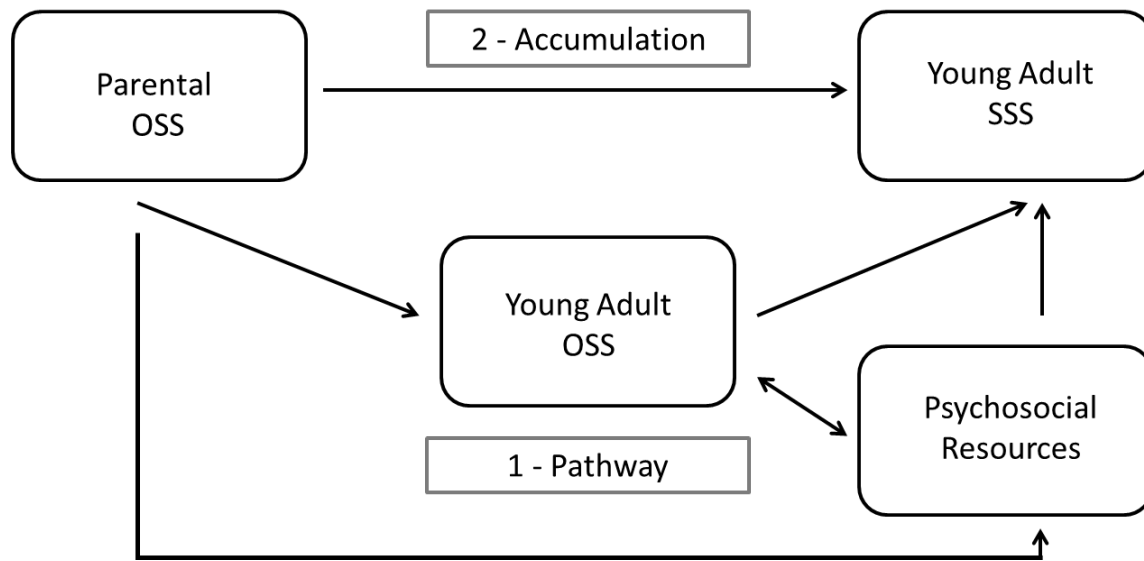 2 - Accumulation
Parental
OSS
Young Adult
SSS
Young Adult
OSS
1 - Pathway
Psychosocial
Resources